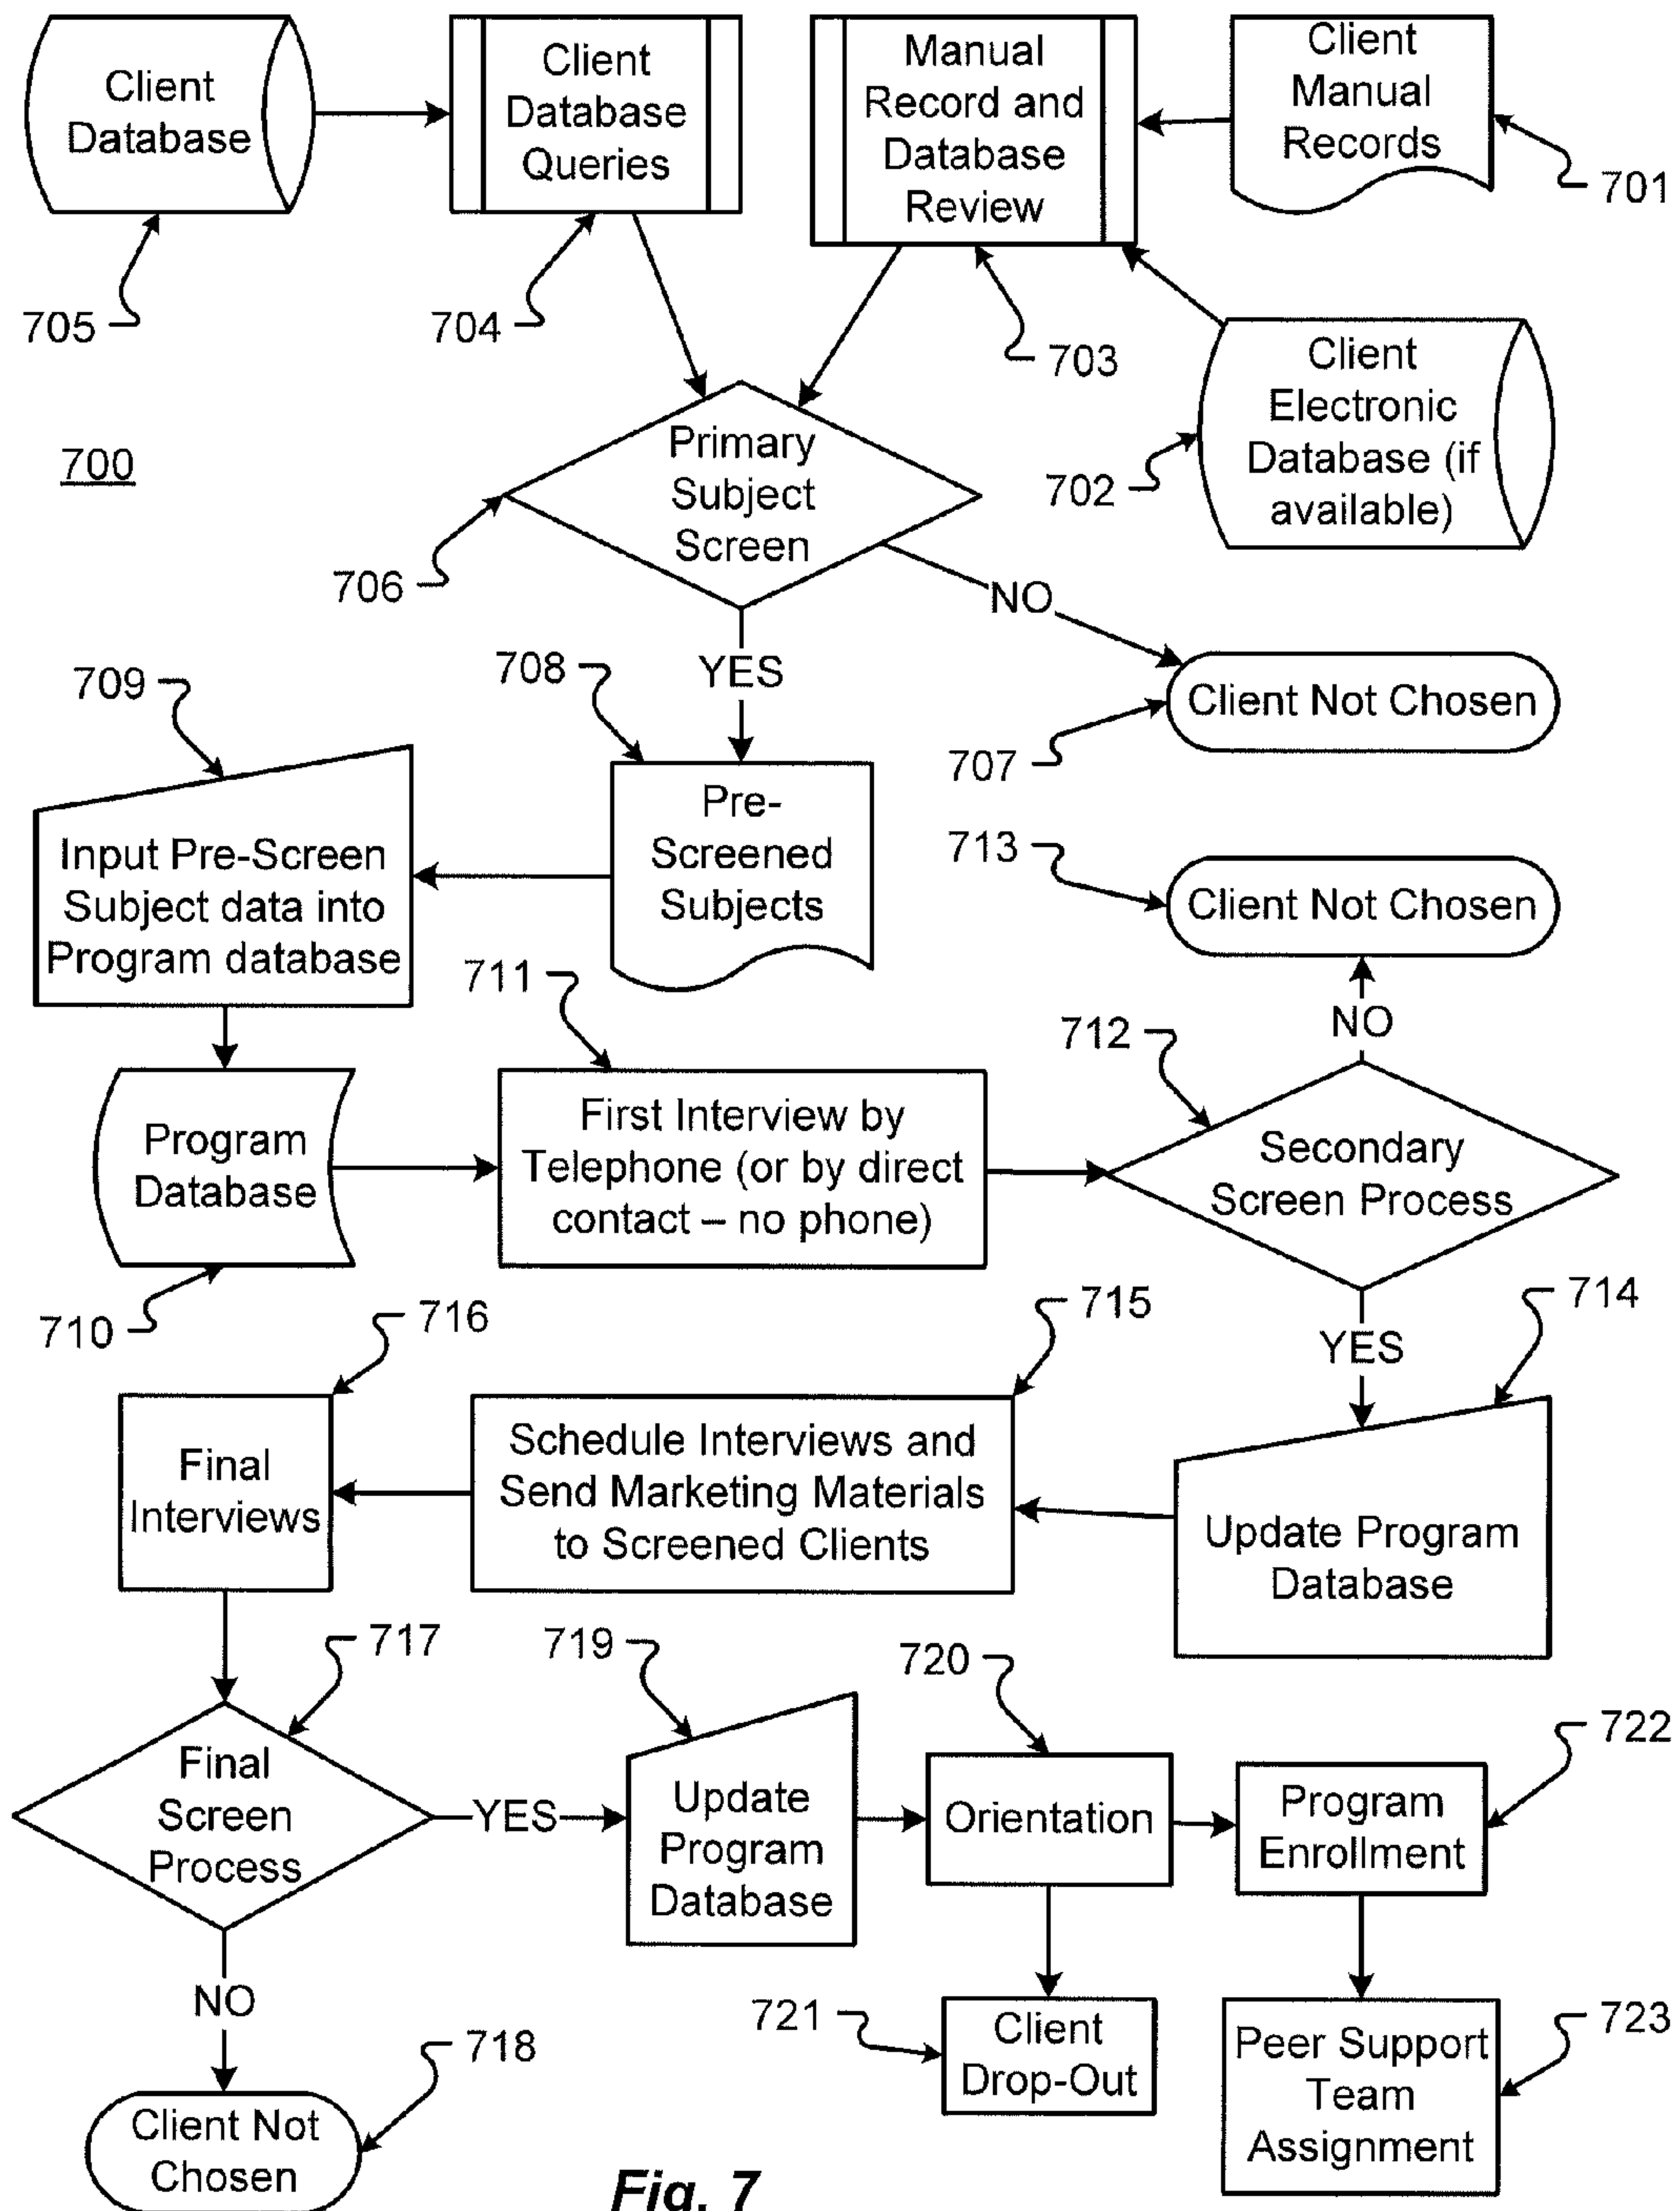 Client
Database
Client
Database
Queries
Manual
Record and
Database
Review
Client
Manual
Records
701
705
704
703
Client
Electronic
Database (if
available)
702
700
Primary
Subject
Screen
706
NO
YES
708
709
Client Not Chosen
707
Pre-
Screened
Subjects
Input Pre-Screen
Subject data into
Program database
713
Client Not Chosen
711
NO
712
Program
Database
First Interview by
Telephone (or by direct
contact – no phone)
Secondary
Screen Process
710
716
715
714
YES
Final
Interviews
Schedule Interviews and
Send Marketing Materials
to Screened Clients
Update Program
Database
717
719
720
722
Final
Screen
Process
YES
Update
Program
Database
Orientation
Program
Enrollment
NO
721
Client
Drop-Out
723
Peer Support
Team
Assignment
718
Client Not
Chosen
Fig. 7